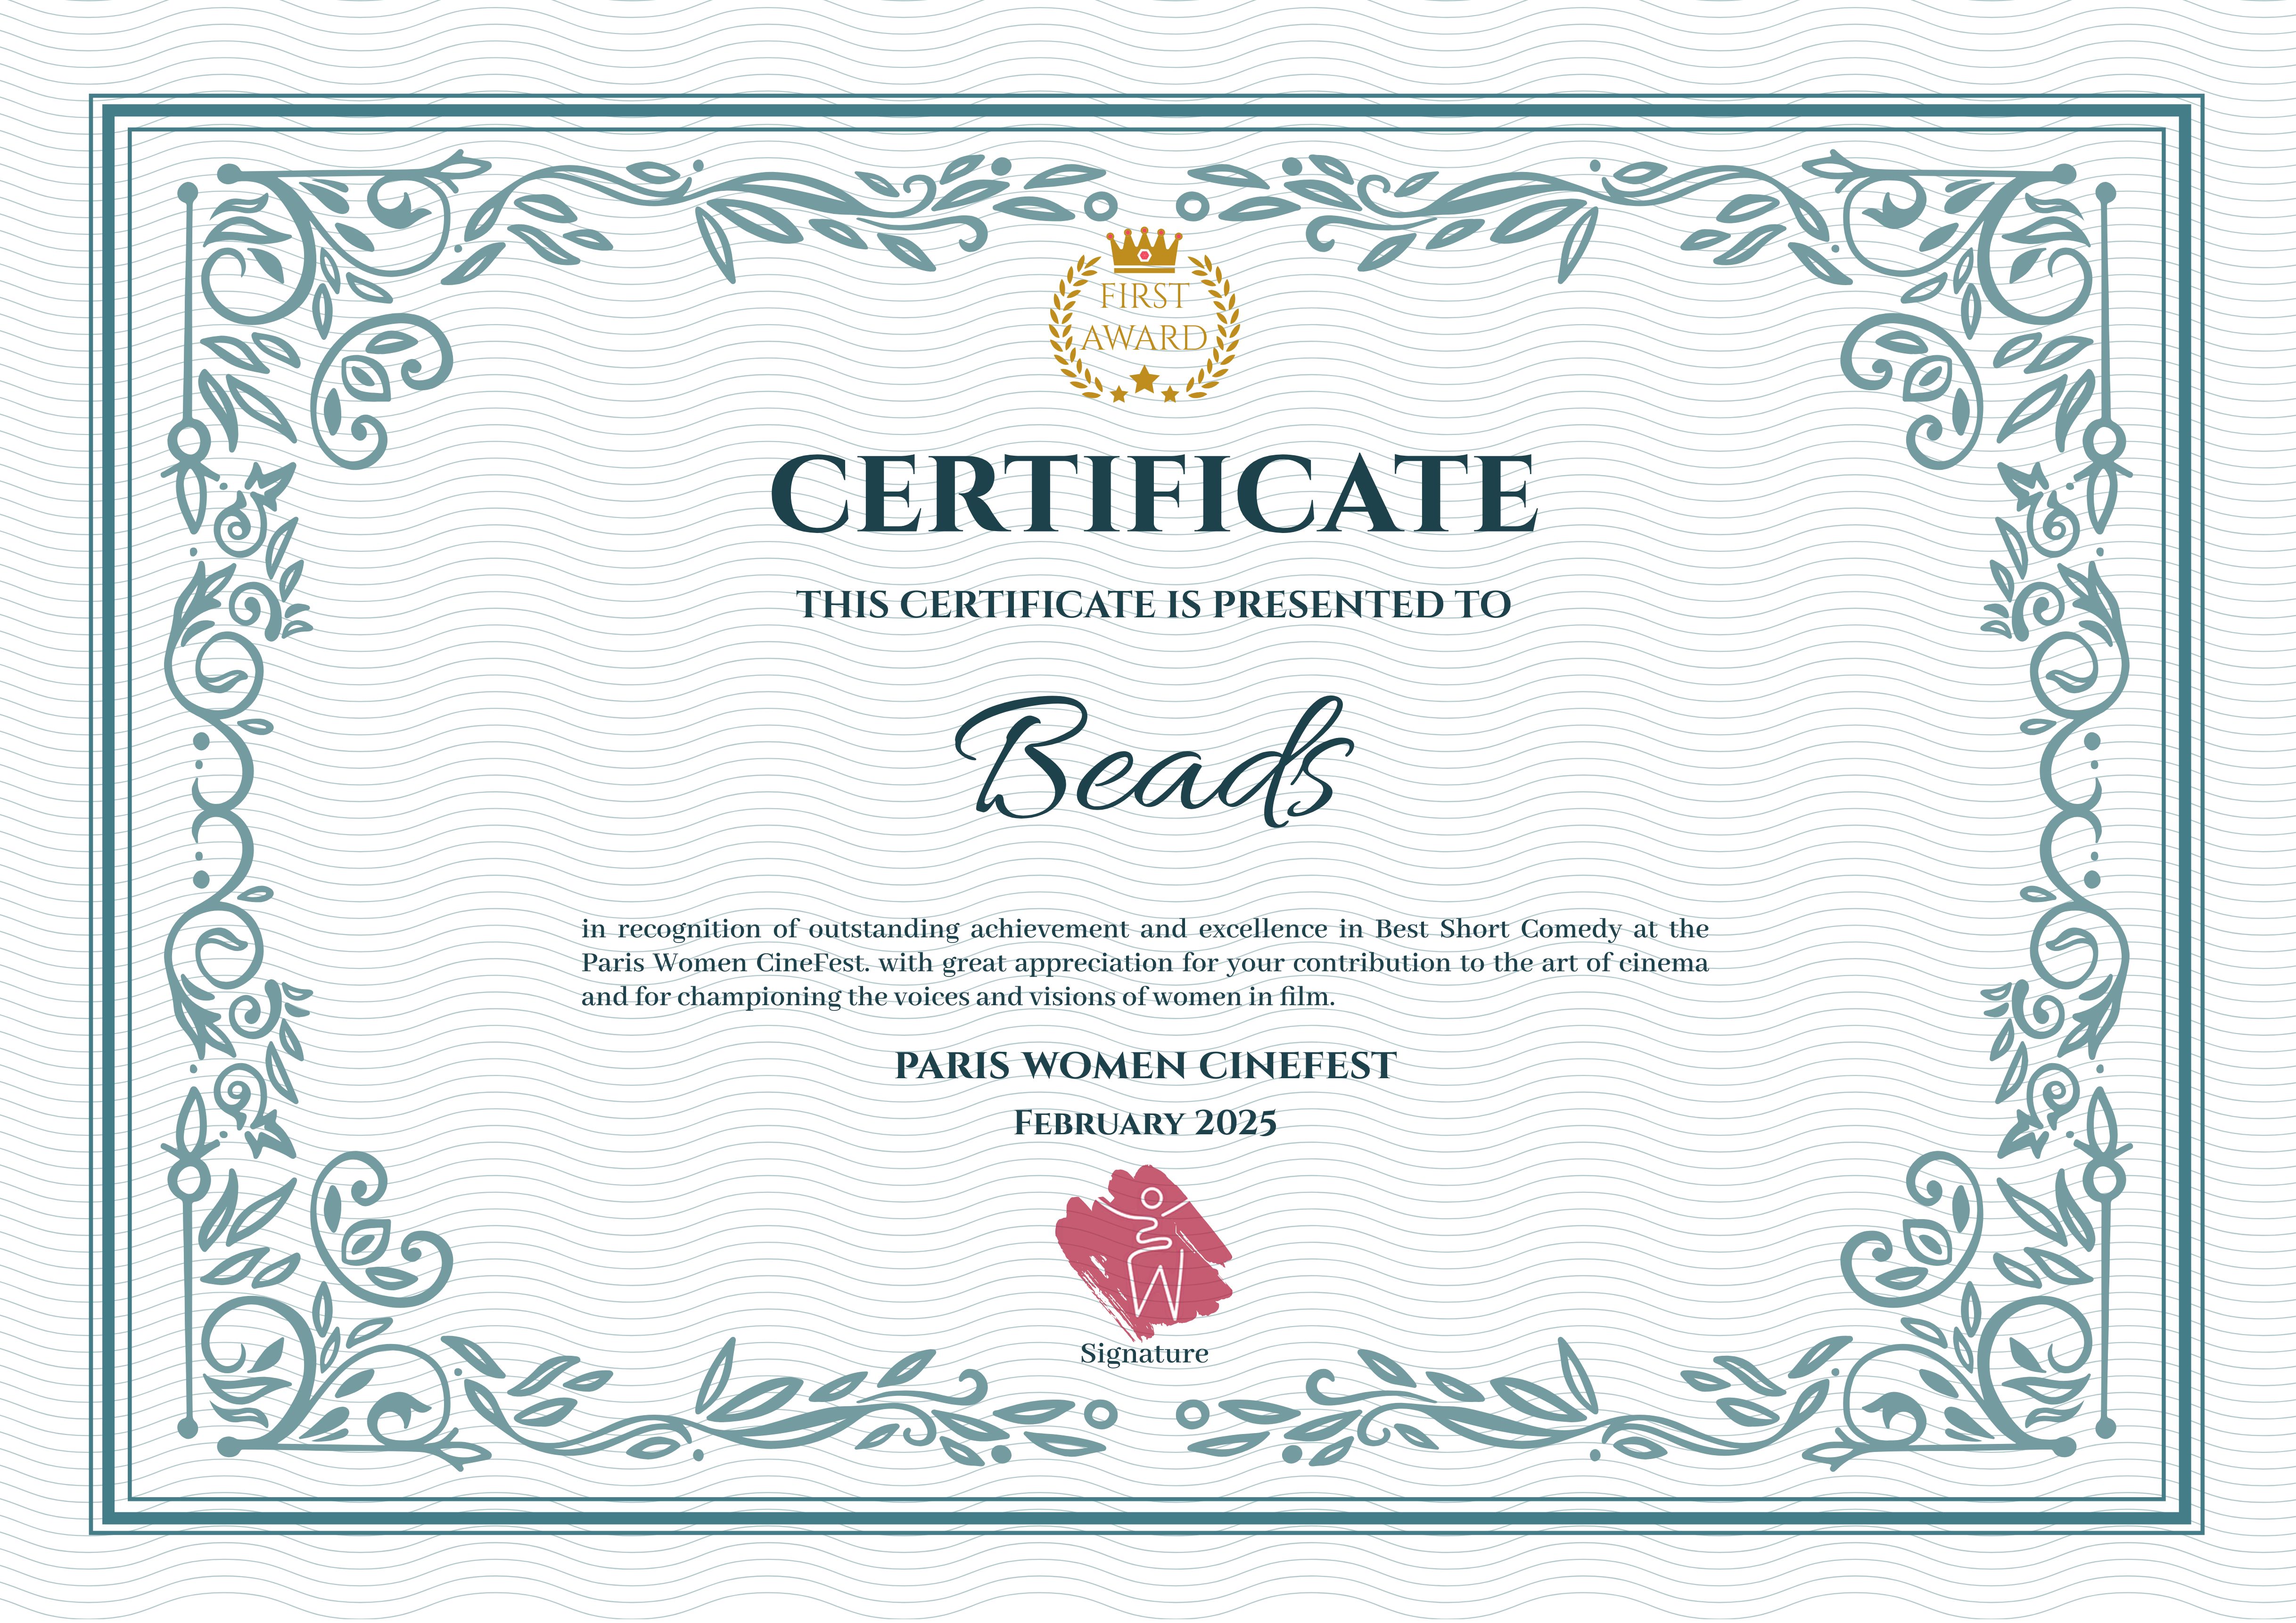 FIRST
AWARD
CERTIFICATE
THIS CERTIFICATE IS PRESENTED TO
Beads
in recognition of outstanding achievement and excellence in Best Short Comedy at the
Paris Women CineFest. with great appreciation for your contribution to the art of cinema
and for championing the voices and visions of women in film.
PARIS WOMEN CINEFEST
February 2025
Signature